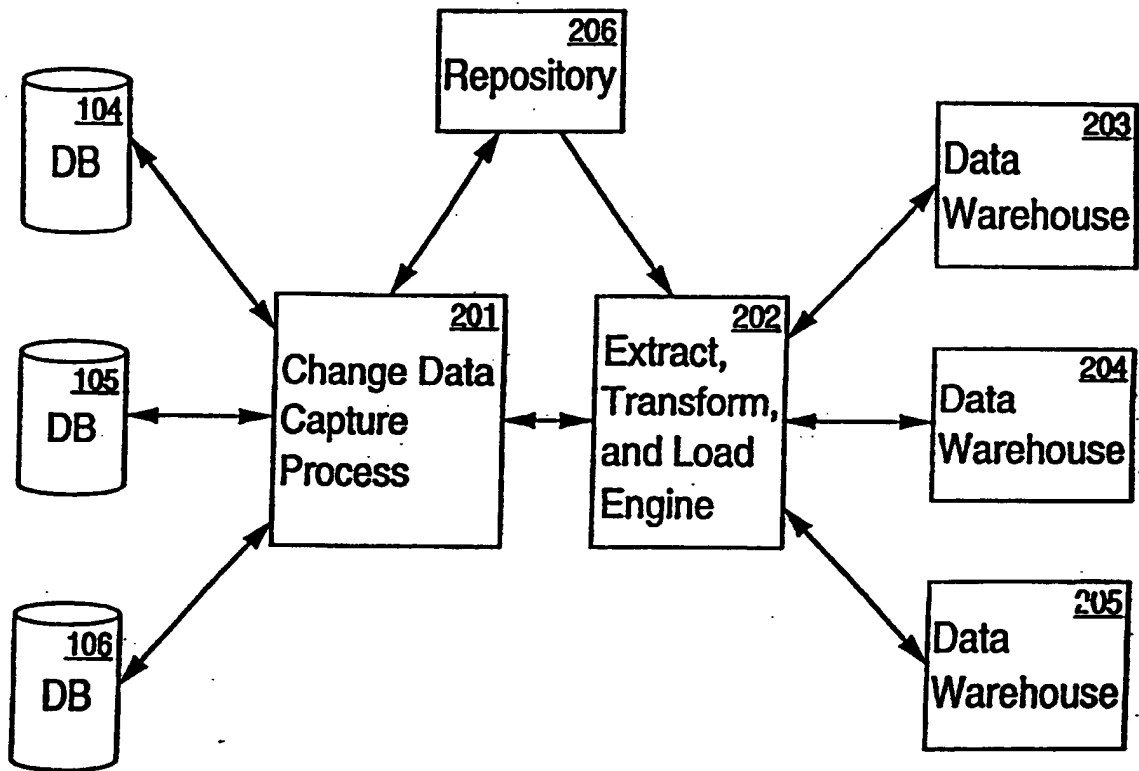 206
Repository
104
DB
105
DB
106
DB
201
Change Data
Capture
Process
202
Extract,
Transform,
and Load
Engine
203
Data
Warehouse
204
Data
Warehouse
205
Data
Warehouse